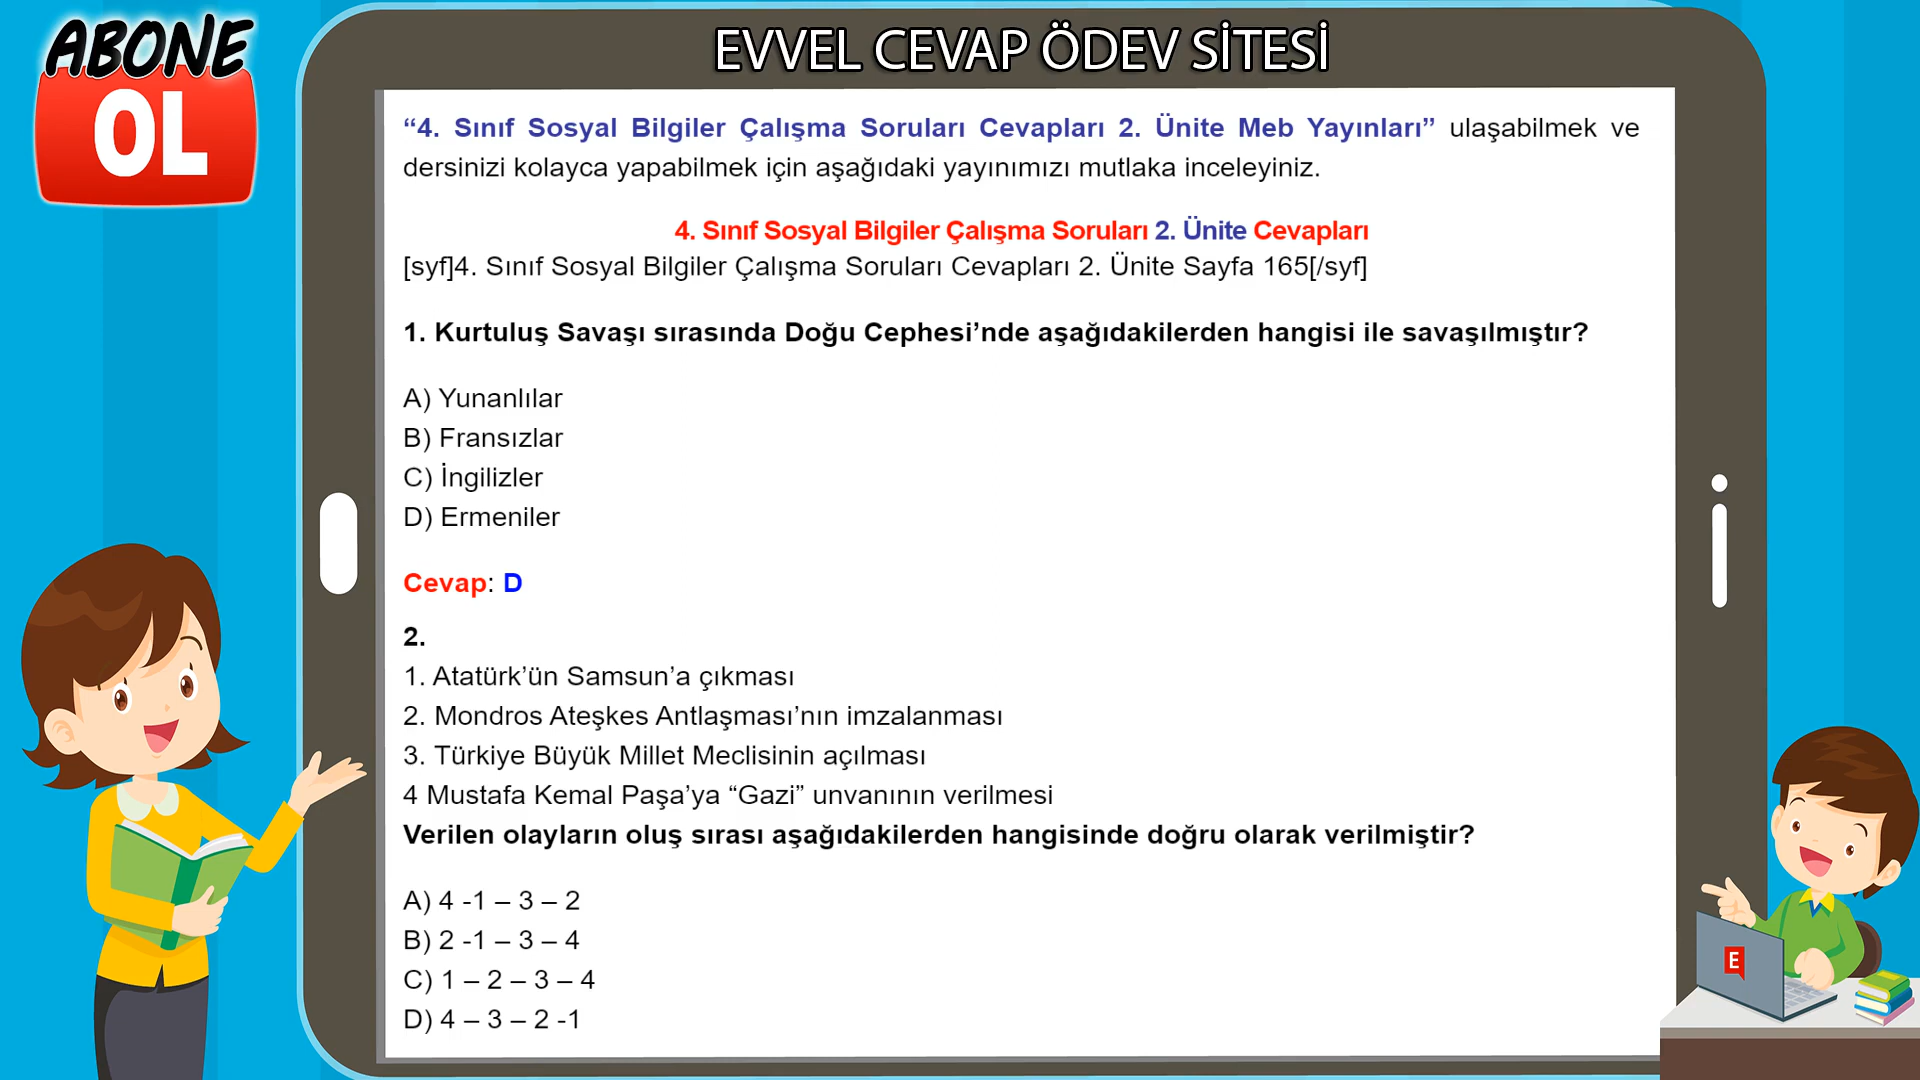 ABONE
OL
EVVEL CEVAP ÖDEV SİTESİ
“4. Sınıf Sosyal Bilgiler Çalışma Soruları Cevapları 2. Ünite Meb Yayınları” ulaşabilmek ve
dersinizi kolayca yapabilmek için aşağıdaki yayınımızı mutlaka inceleyiniz.
4. Sınıf Sosyal Bilgiler Çalışma Soruları 2. Ünite Cevapları
[syf]4. Sınıf Sosyal Bilgiler Çalışma Soruları Cevapları 2. Ünite Sayfa 165[/syf]
1. Kurtuluş Savaşı sırasında Doğu Cephesi’nde aşağıdakilerden hangisi ile savaşılmıştır?
A) Yunanlılar
B) Fransızlar
C) İngilizler
D) Ermeniler
Cevap: D
2.
1. Atatürk’ün Samsun’a çıkması
2. Mondros Ateşkes Antlaşması’nın imzalanması
3. Türkiye Büyük Millet Meclisinin açılması
4 Mustafa Kemal Paşa’ya “Gazi” unvanının verilmesi
Verilen olayların oluş sırası aşağıdakilerden hangisinde doğru olarak verilmiştir?
A) 4 -1 – 3 – 2
B) 2 -1 – 3 – 4
C) 1 – 2 – 3 – 4
D) 4 – 3 – 2 -1
E